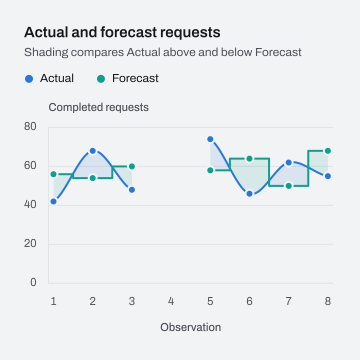 Actual and forecast requests
Shading compares Actual above and below Forecast
Actual Forecast
Completed requests
80
60
40
20
0
1 2 3 4 5 6 7 8
Observation